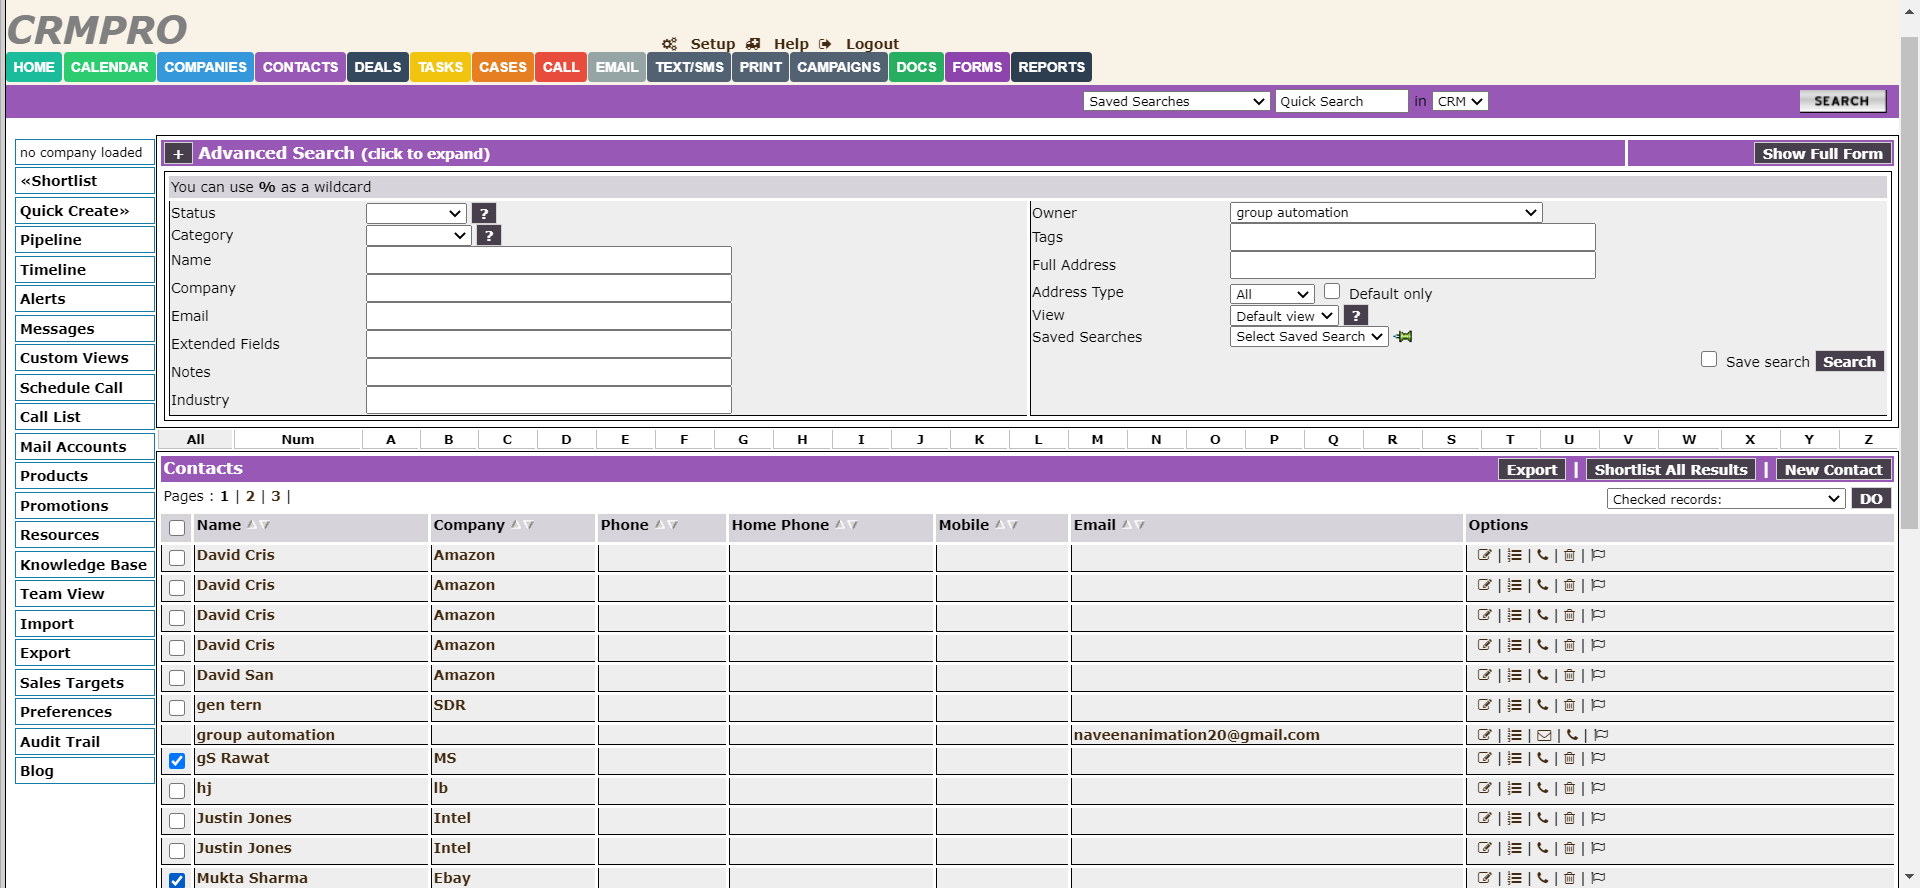 CRMPRO
Setup Help Logout
HOME CALENDAR COMPANIES CONTACTS DEALS TASKS CASES CALL EMAIL TEXT/SMS PRINT CAMPAIGNS DOCS FORMS REPORTS
Saved Searches Quick Search in CRM SEARCH
no company loaded
«Shortlist
Quick Create»
Pipeline
Timeline
Alerts
Messages
Custom Views
Schedule Call
Call List
Mail Accounts
Products
Promotions
Resources
Knowledge Base
Team View
Import
Export
Sales Targets
Preferences
Audit Trail
Blog
+ Advanced Search (click to expand) Show Full Form
You can use % as a wildcard
Status ?
Category ?
Name
Company
Email
Extended Fields
Notes
Industry
Owner group automation
Tags
Full Address
Address Type All Default only
View Default view ?
Saved Searches Select Saved Search
Save search Search
All Num A B C D E F G H I J K L M N O P Q R S T U V W X Y Z
Contacts Export | Shortlist All Results | New Contact
Pages : 1 | 2 | 3 | Checked records: DO
Name Company Phone Home Phone Mobile Email Options
David Cris Amazon | | | |
David Cris Amazon | | | |
David Cris Amazon | | | |
David Cris Amazon | | | |
David San Amazon | | | |
gen tern SDR | | | |
group automation naveenanimation20@gmail.com | | | |
gS Rawat MS | | | |
hj lb | | | |
Justin Jones Intel | | | |
Justin Jones Intel | | | |
Mukta Sharma Ebay | | | |